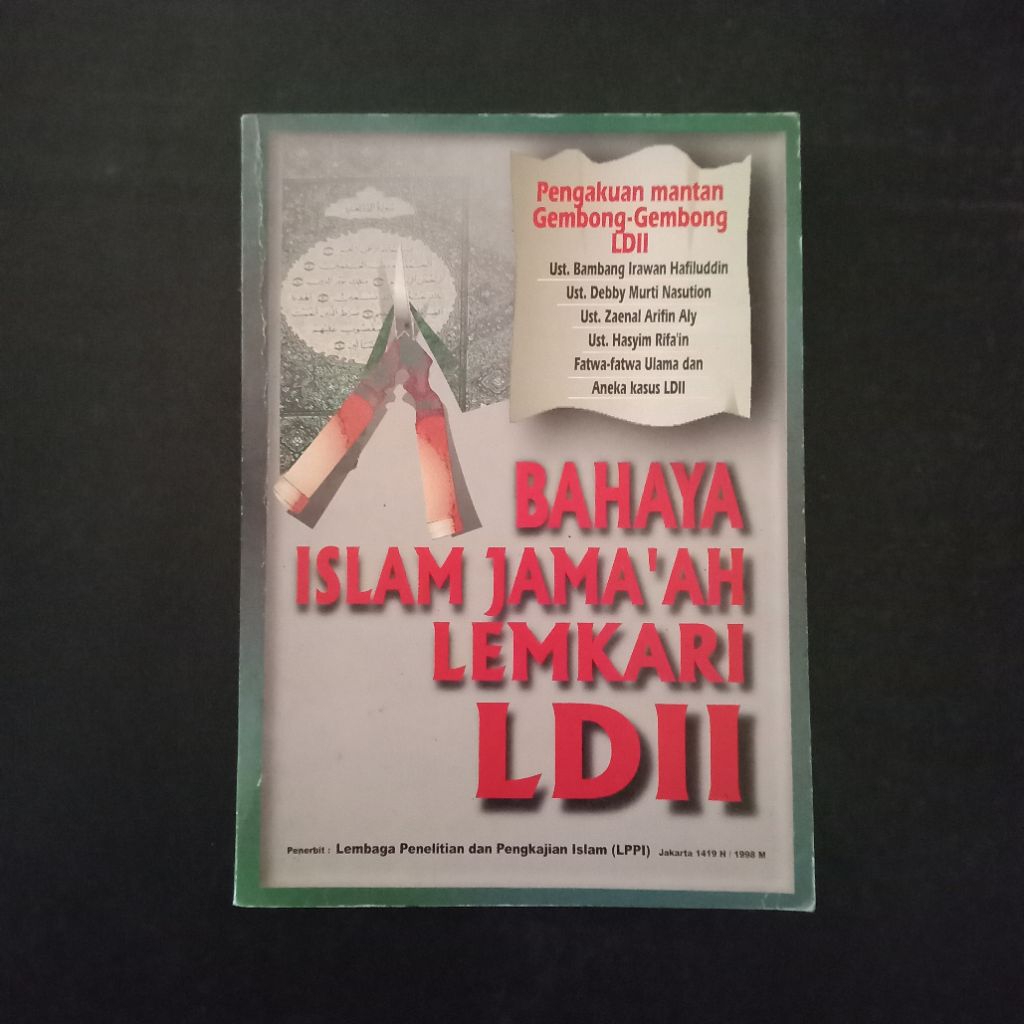 Pengakuan mantan
Gembong-Gembong
LDII
Ust. Bambang Irawan Hafiluddin
Ust. Debby Murti Nasution
Ust. Zaenal Arifin Aly
Ust. Hasyim Rifa'in
Fatwa-fatwa Ulama dan
Aneka kasus LDII
BAHAYA
ISLAM JAMA'AH
LEMKARI
LDII
Penerbit : Lembaga Penelitian dan Pengkajian Islam (LPPI) Jakarta 1419 H / 1998 M